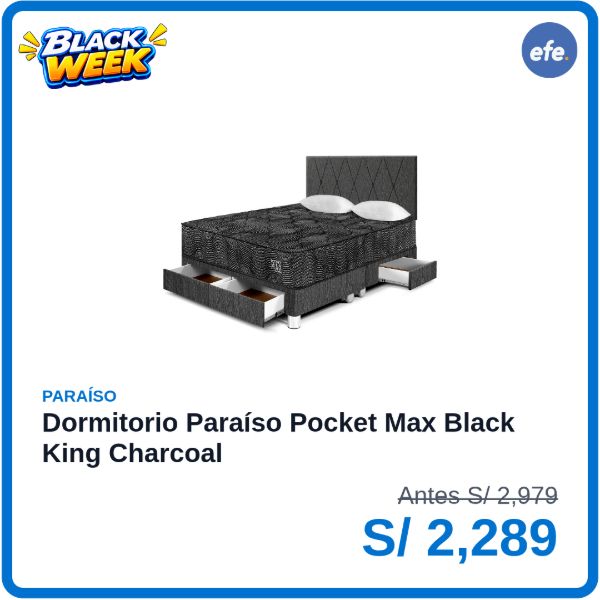 BLACK
WEEK
efe.
PARAÍSO
Dormitorio Paraíso Pocket Max Black
King Charcoal
Antes S/ 2,979
S/ 2,289